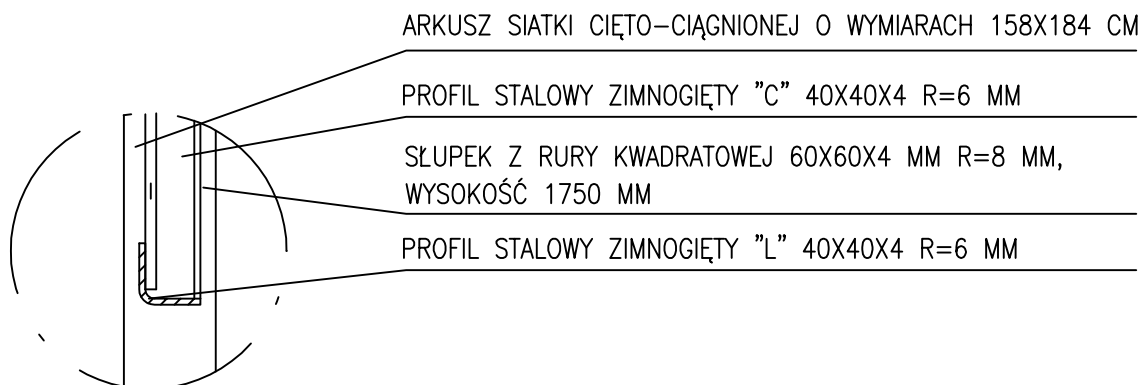 ARKUSZ SIATKI CIĘTO-CIĄGNIONEJ O WYMIARACH 158X184 CM
PROFIL STALOWY ZIMNOGIĘTY "C" 40X40X4 R=6 MM
SŁUPEK Z RURY KWADRATOWEJ 60X60X4 MM R=8 MM,
WYSOKOŚĆ 1750 MM
PROFIL STALOWY ZIMNOGIĘTY "L" 40X40X4 R=6 MM